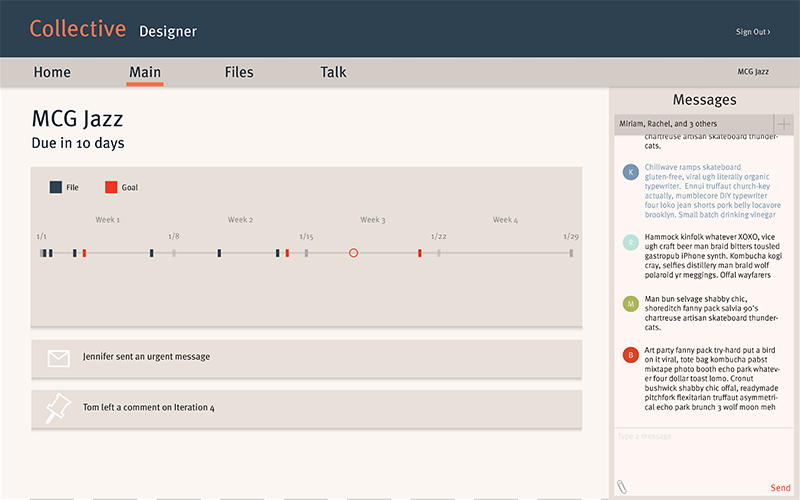 Collective Designer
Sign Out ›
Home Main Files Talk
MCG Jazz
MCG Jazz
Due in 10 days
File Goal
Week 1 Week 2 Week 3 Week 4
1/1 1/8 1/15 1/22 1/29
Jennifer sent an urgent message
Tom left a comment on Iteration 4
Messages
Miriam, Rachel, and 3 others
chartreuse artisan skateboard thunder-
cats.
K
Chillwave ramps skateboard
gluten-free, viral ugh literally organic
typewriter. Ennui truffaut church-key
actually, mumblecore DIY typewriter
four loko jean shorts pork belly locavore
brooklyn. Small batch drinking vinegar
R
Hammock kinfolk whatever XOXO, vice
ugh craft beer man braid bitters tousled
gastropub iPhone synth. Kombucha kogi
cray, selfies distillery man braid wolf
polaroid yr meggings. Offal wayfarers
M
Man bun selvage shabby chic,
shoreditch fanny pack salvia 90's
chartreuse artisan skateboard thunder-
cats.
B
Art party fanny pack try-hard put a bird
on it viral, tote bag kombucha pabst
mixtape photo booth echo park whatev-
er four dollar toast lomo. Cronut
bushwick shabby chic offal, readymade
pitchfork flexitarian truffaut asymmetri-
cal echo park brunch 3 wolf moon meh
Type a message
Send